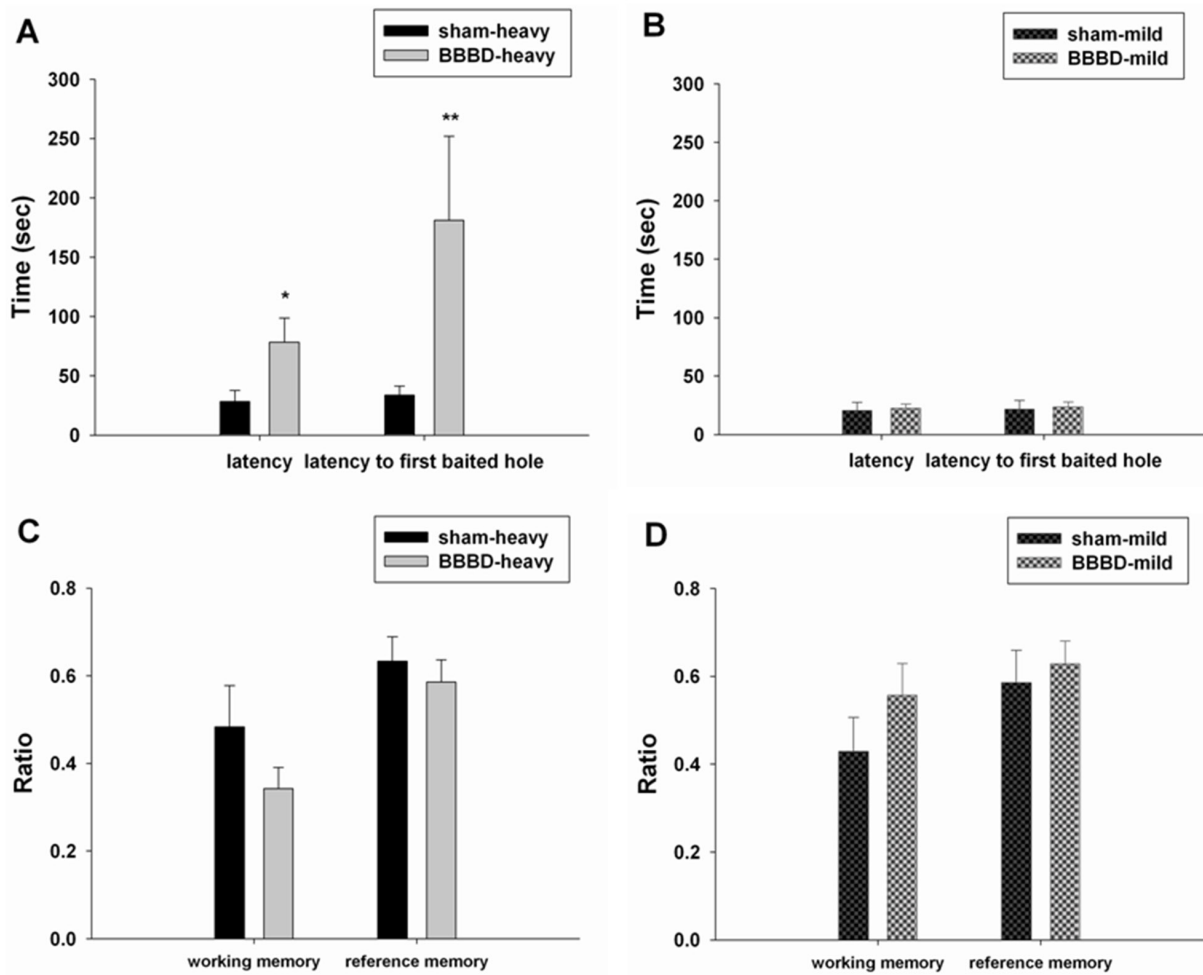 A
sham-heavy
BBBD-heavy
300
250
200
150
100
50
0
Time (sec)
*
**
latency latency to first baited hole
B
sham-mild
BBBD-mild
300
250
200
150
100
50
0
Time (sec)
latency latency to first baited hole
C
sham-heavy
BBBD-heavy
0.8
0.6
0.4
0.2
0.0
Ratio
working memory reference memory
D
sham-mild
BBBD-mild
0.8
0.6
0.4
0.2
0.0
Ratio
working memory reference memory